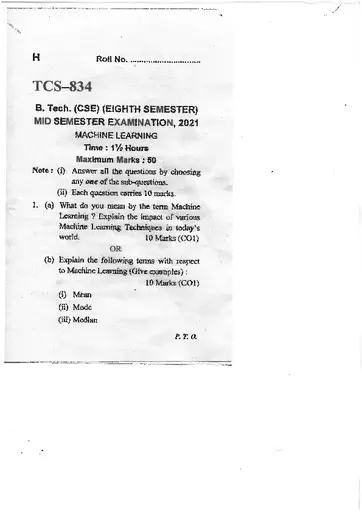 H Roll No. ..............................
TCS–834
B. Tech. (CSE) (EIGHTH SEMESTER)
MID SEMESTER EXAMINATION, 2021
MACHINE LEARNING
Time : 1½ Hours
Maximum Marks : 50
Note : (i) Answer all the questions by choosing
any one of the sub-questions.
(ii) Each question carries 10 marks.
1. (a) What do you mean by the term Machine
Learning ? Explain the impact of various
Machine Learning Techniques in today's
world. 10 Marks (CO1)
OR
(b) Explain the following terms with respect
to Machine Learning (Give examples) :
10 Marks (CO1)
(i) Mean
(ii) Mode
(iii) Median
P. T. O.